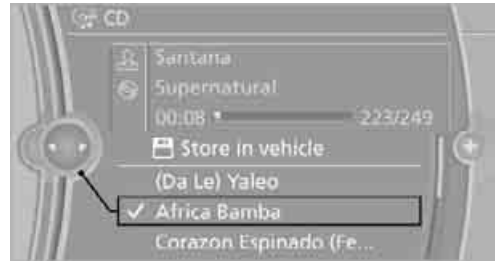 CD
Santana
Supernatural
00:08 223/249
Store in vehicle
(Da Le) Yaleo
Africa Bamba
Corazon Espinado (Fe...